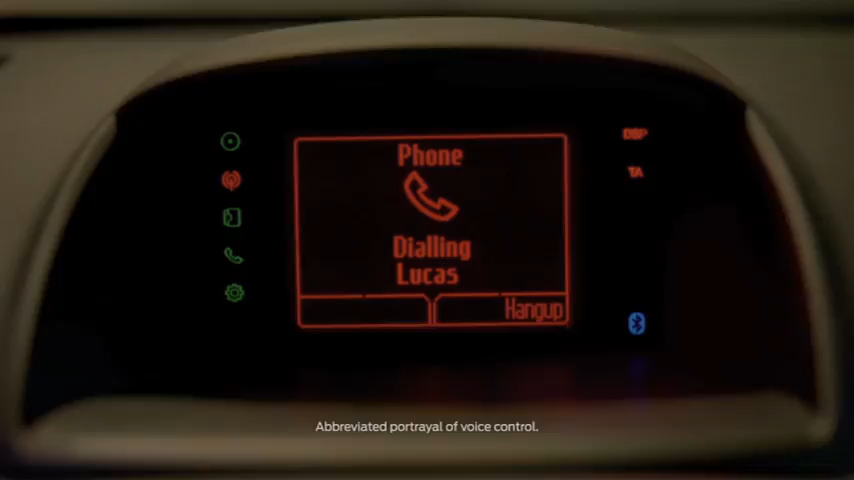 DSP
Phone
TA
Dialling
Lucas
Hangup
Abbreviated portrayal of voice control.